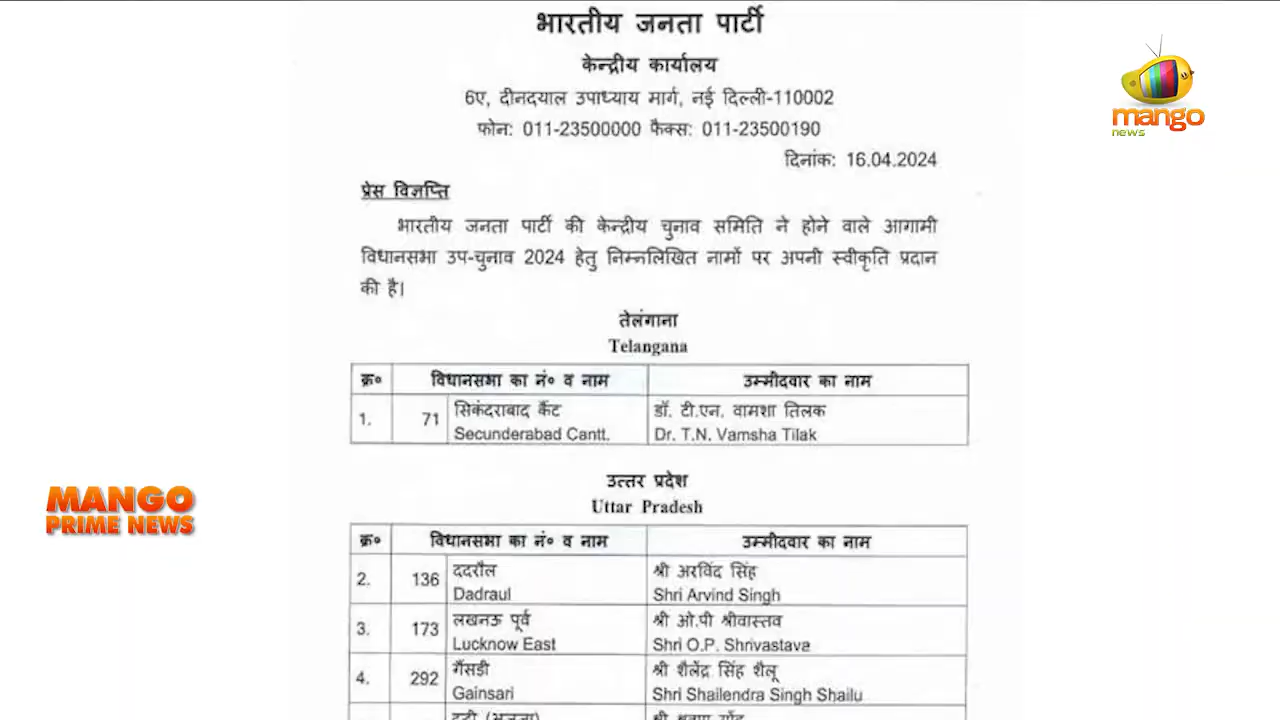 भारतीय जनता पार्टी
केन्द्रीय कार्यालय
6ए, दीनदयाल उपाध्याय मार्ग, नई दिल्ली-110002
फोन: 011-23500000 फैक्स: 011-23500190
दिनांक: 16.04.2024
प्रेस विज्ञप्ति
भारतीय जनता पार्टी की केन्द्रीय चुनाव समिति ने होने वाले आगामी
विधानसभा उप-चुनाव 2024 हेतु निम्नलिखित नामों पर अपनी स्वीकृति प्रदान
की है।
तेलंगाना
Telangana
क्र० विधानसभा का नं० व नाम उम्मीदवार का नाम
1. 71 सिकंदराबाद कैंट डॉ. टी.एन. वामशा तिलक
Secunderabad Cantt. Dr. T.N. Vamsha Tilak
उत्तर प्रदेश
Uttar Pradesh
क्र० विधानसभा का नं० व नाम उम्मीदवार का नाम
2. 136 ददरौल श्री अरविंद सिंह
Dadraul Shri Arvind Singh
3. 173 लखनऊ पूर्व श्री ओ.पी श्रीवास्तव
Lucknow East Shri O.P. Shrivastava
4. 292 गैंसडी श्री शैलेंद्र सिंह शैलू
Gainsari Shri Shailendra Singh Shailu
mango
news
MANGO
PRIME NEWS